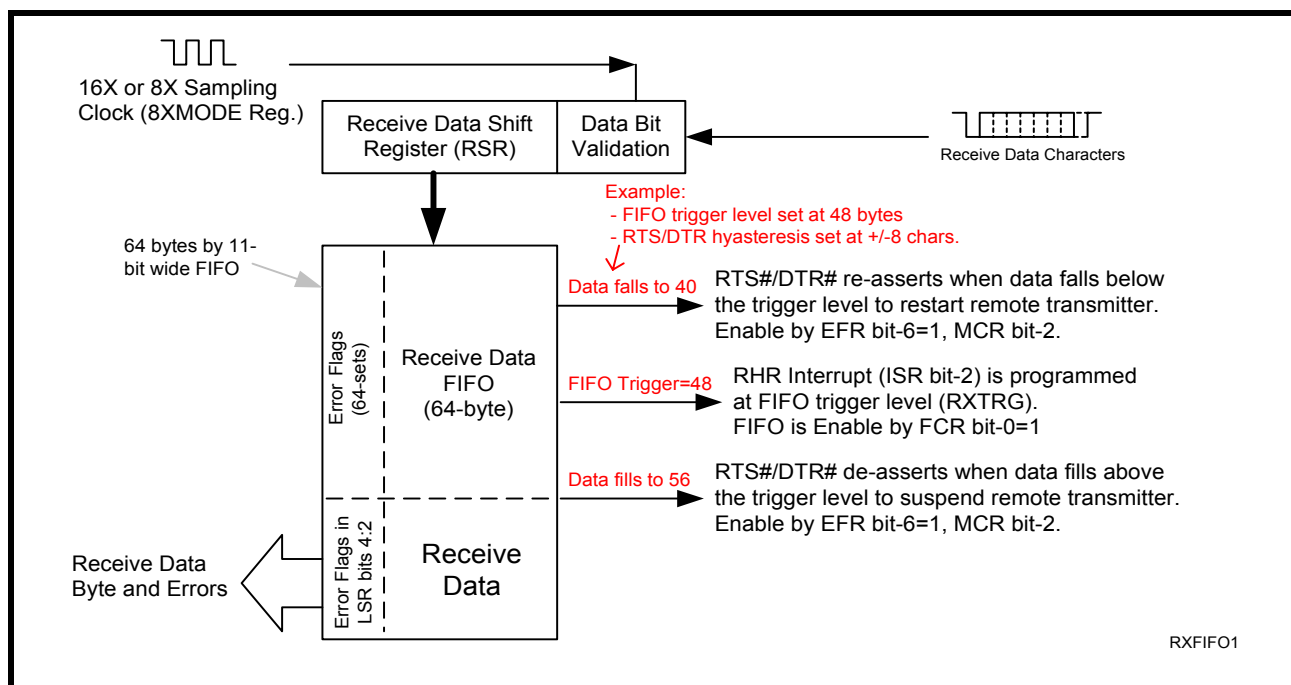 16X or 8X Sampling
Clock (8XMODE Reg.)
Receive Data Shift
Register (RSR)
Data Bit
Validation
Receive Data Characters
Example:
- FIFO trigger level set at 48 bytes
- RTS/DTR hyasteresis set at +/-8 chars.
64 bytes by 11-
bit wide FIFO
Data falls to 40
RTS#/DTR# re-asserts when data falls below
the trigger level to restart remote transmitter.
Enable by EFR bit-6=1, MCR bit-2.
Error Flags
(64-sets)
Receive Data
FIFO
(64-byte)
FIFO Trigger=48
RHR Interrupt (ISR bit-2) is programmed
at FIFO trigger level (RXTRG).
FIFO is Enable by FCR bit-0=1
Data fills to 56
RTS#/DTR# de-asserts when data fills above
the trigger level to suspend remote transmitter.
Enable by EFR bit-6=1, MCR bit-2.
Receive Data
Byte and Errors
Error Flags in
LSR bits 4:2
Receive
Data
RXFIFO1